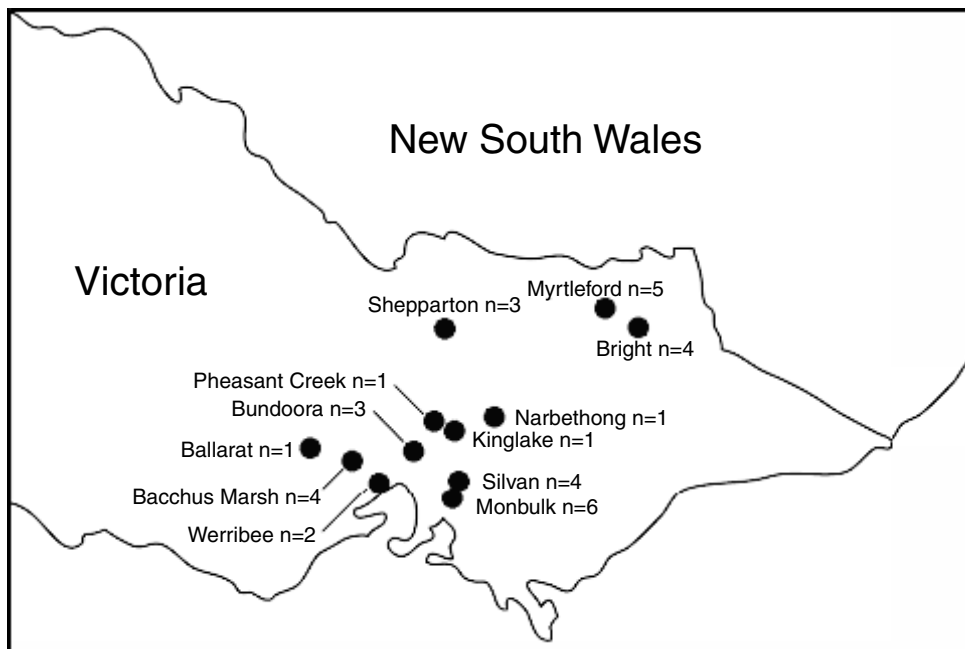 New South Wales
Victoria
Myrtleford n=5
Shepparton n=3
Bright n=4
Pheasant Creek n=1
Bundoora n=3
Narbethong n=1
Kinglake n=1
Ballarat n=1
Silvan n=4
Bacchus Marsh n=4
Monbulk n=6
Werribee n=2